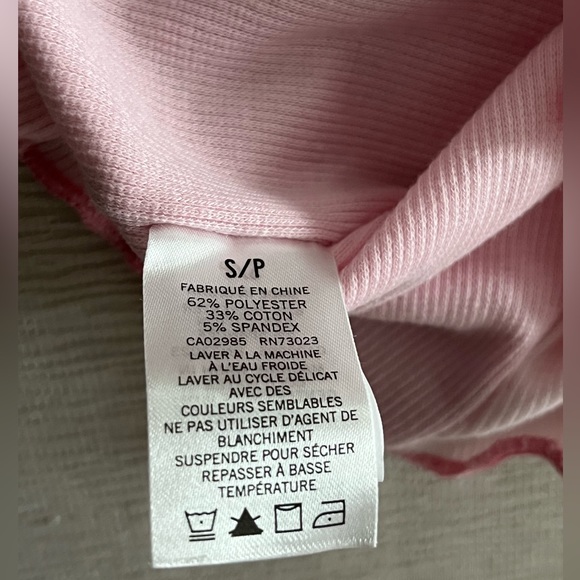 S/P
FABRIQUÉ EN CHINE
62% POLYESTER
33% COTON
5% SPANDEX
CA02985 RN73023
LAVER À LA MACHINE
À L'EAU FROIDE
LAVER AU CYCLE DÉLICAT
AVEC DES
COULEURS SEMBLABLES
NE PAS UTILISER D'AGENT DE
BLANCHIMENT
SUSPENDRE POUR SÉCHER
REPASSER À BASSE
TEMPÉRATURE